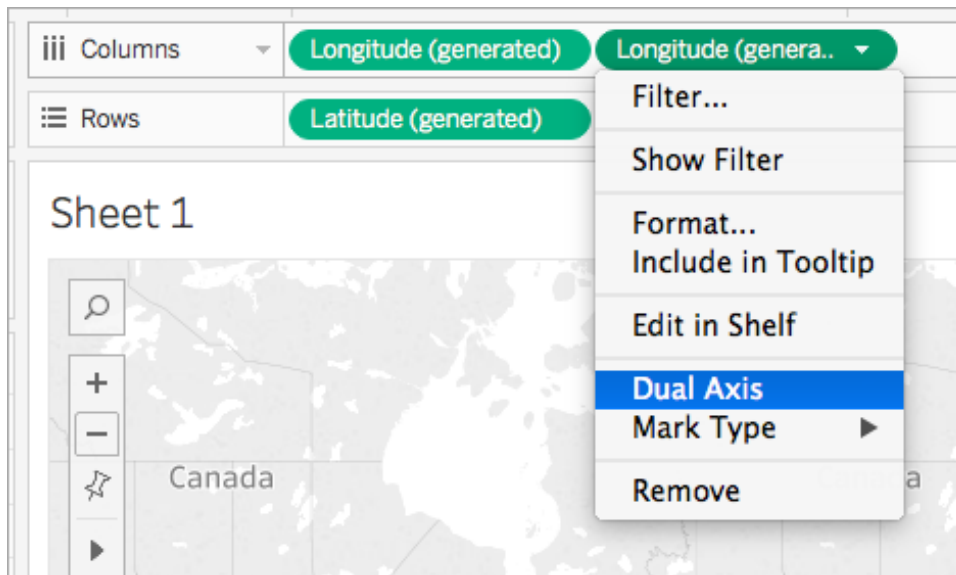 Columns
Longitude (generated)
Longitude (genera..
Rows
Latitude (generated)
Filter...
Show Filter
Format...
Include in Tooltip
Edit in Shelf
Dual Axis
Mark Type
Remove
Sheet 1
Canada